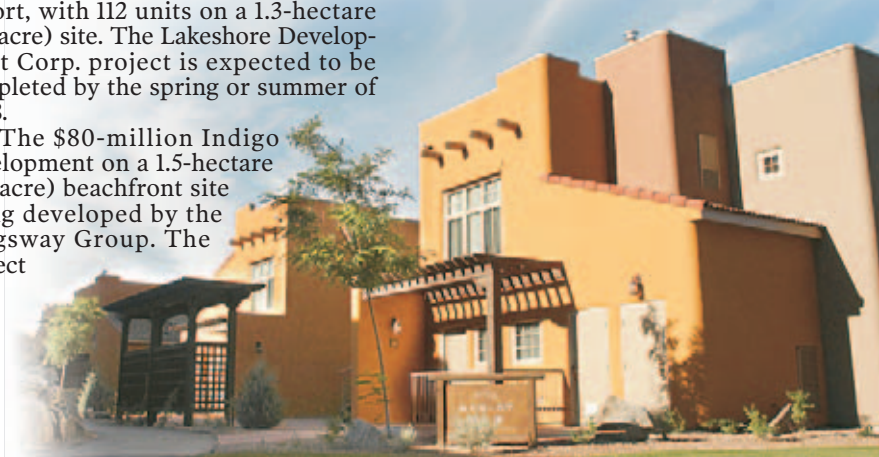 ort, with 112 units on a 1.3-hectare
acre) site. The Lakeshore Develop-
t Corp. project is expected to be
pleted by the spring or summer of
The $80-million Indigo
elopment on a 1.5-hectare
acre) beachfront site
g developed by the
gsway Group. The
ect